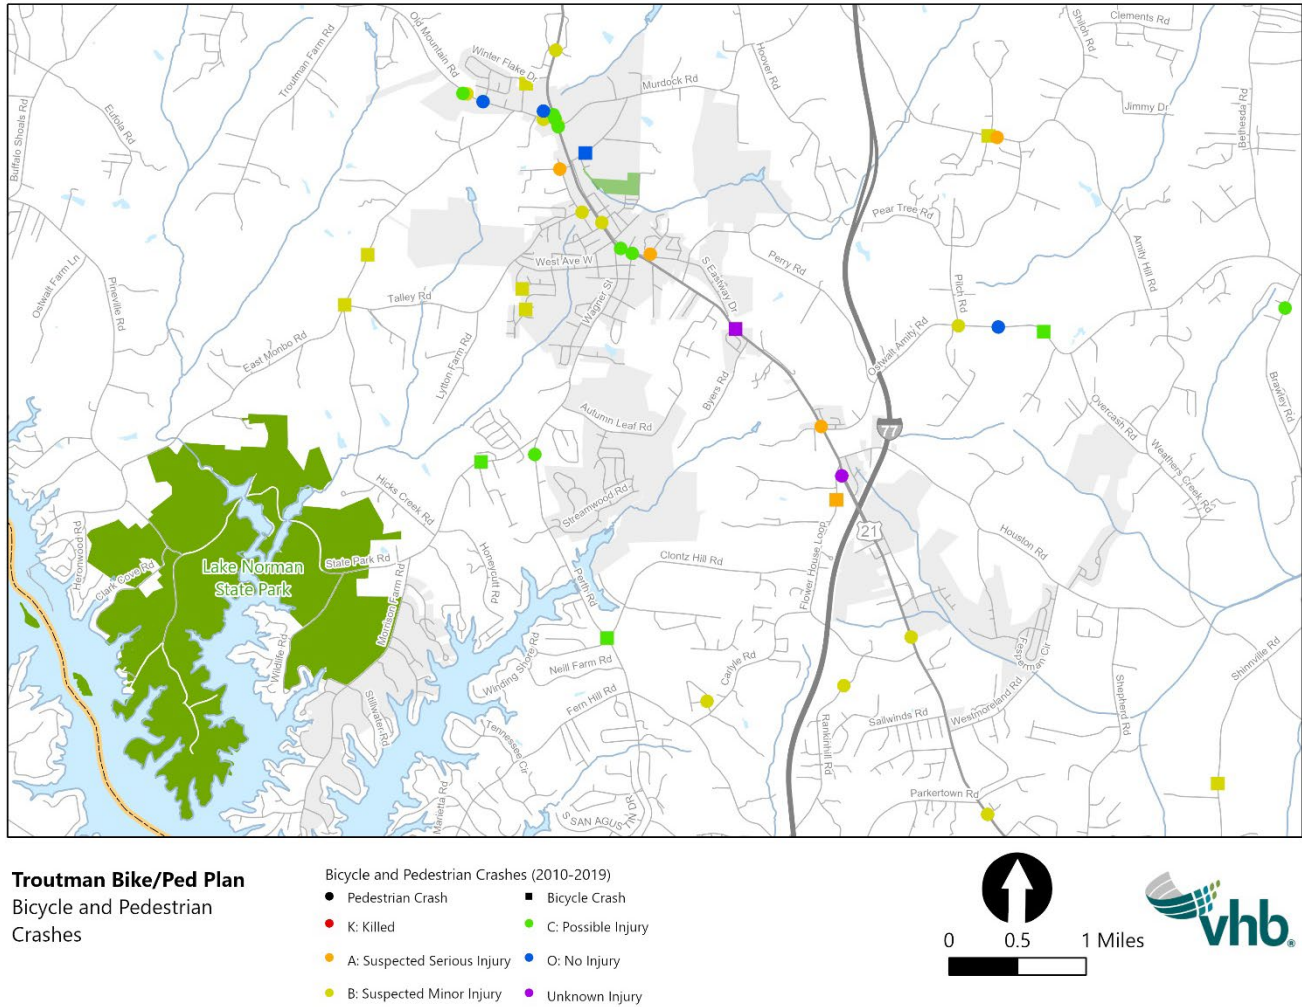 Old Mountain Rd
Troutman Farm Rd
Winter Flake Dr
Murdock Rd
Hoover Rd
Shiloh Rd
Clements Rd
Jimmy Dr
Bethesda Rd
Buffalo Shoals Rd
Eufola Rd
Pear Tree Rd
Amity Hill Rd
Perry Rd
Pilch Rd
S Eastway Dr
West Ave W
Wagner St
Ostwalt Farm Ln
Pineville Rd
Talley Rd
East Monbo Rd
Lytton Farm Rd
Byers Rd
Ostwalt Amity Rd
Brawley Rd
Overcash Rd
Weathers Creek Rd
Autumn Leaf Rd
77
Hicks Creek Rd
Streamwood Rd
21
Houston Rd
Heronwood Rd
Clark Cove Rd
Lake Norman
State Park
State Park Rd
Morrison Farm Rd
Honeycutt Rd
Perth Rd
Clontz Hill Rd
Flower House Loop
Wildlife Rd
Winding Shore Rd
Neill Farm Rd
Fern Hill Rd
Carlyle Rd
Fesperman Cir
Shinnville Rd
Shepherd Rd
Stillwater Rd
Tennessee Cir
Sailwinds Rd
Westmoreland Rd
Rankinhill Rd
Parkertown Rd
Marietta Rd
S SAN AGUS
NL DR
Troutman Bike/Ped Plan
Bicycle and Pedestrian
Crashes
Bicycle and Pedestrian Crashes (2010-2019)
Pedestrian Crash
Bicycle Crash
K: Killed
C: Possible Injury
A: Suspected Serious Injury
O: No Injury
B: Suspected Minor Injury
Unknown Injury
0 0.5 1 Miles
vhb®